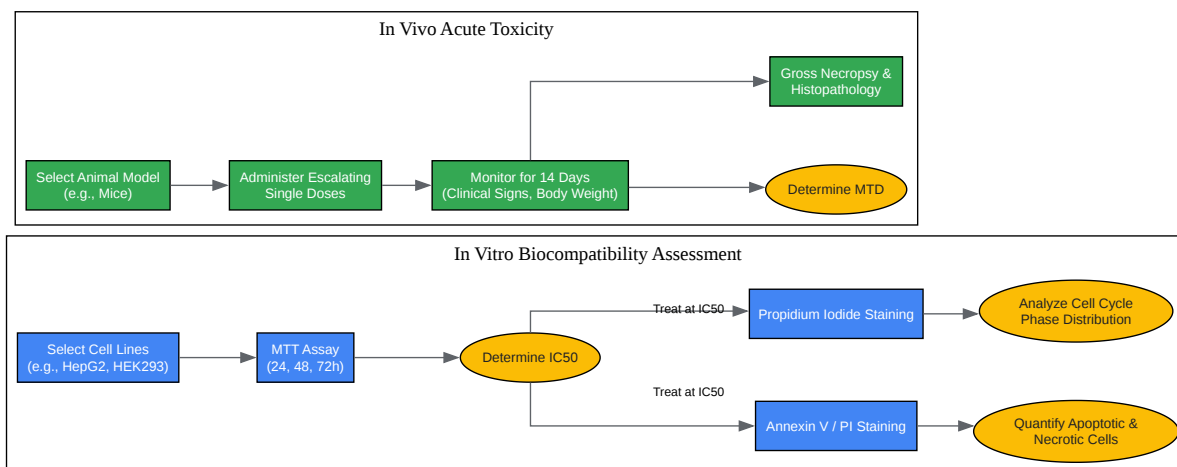 In Vivo Acute Toxicity
Gross Necropsy &
Histopathology
Select Animal Model
(e.g., Mice)
Administer Escalating
Single Doses
Monitor for 14 Days
(Clinical Signs, Body Weight)
Determine MTD
In Vitro Biocompatibility Assessment
Select Cell Lines
(e.g., HepG2, HEK293)
MTT Assay
(24, 48, 72h)
Determine IC50
Treat at IC50
Propidium Iodide Staining
Analyze Cell Cycle
Phase Distribution
Treat at IC50
Annexin V / PI Staining
Quantify Apoptotic &
Necrotic Cells